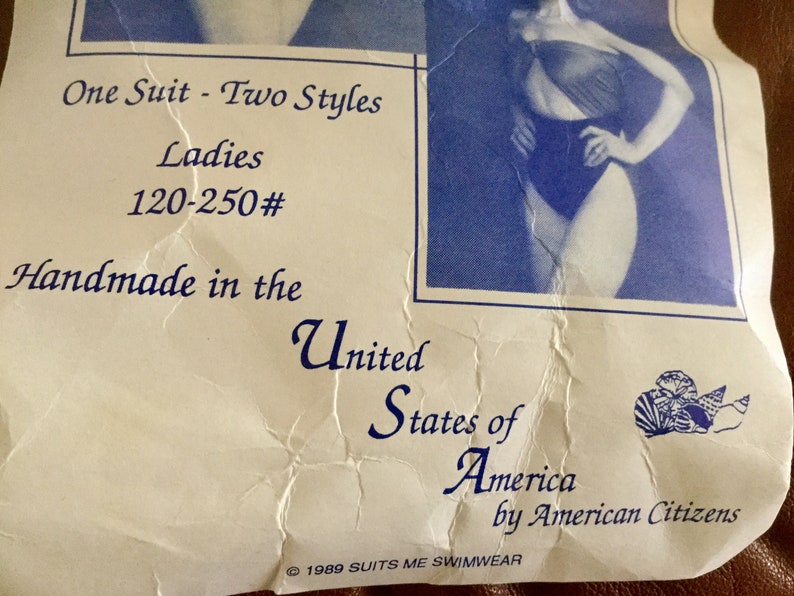 One Suit - Two Styles
Ladies
120-250#
Handmade in the
United
States of
America
by American Citizens
© 1989 SUITS ME SWIMWEAR